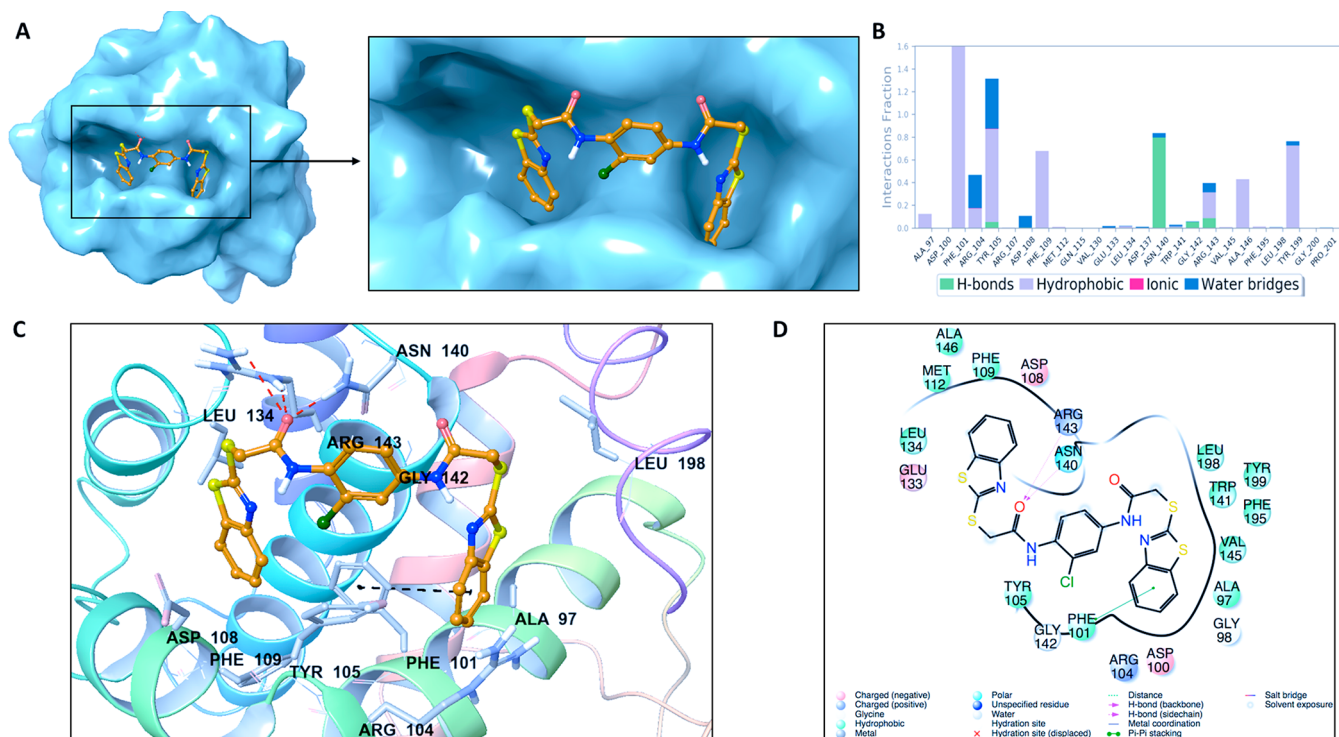 A
B
Interactions Fraction
1.6
1.4
1.2
1.0
0.8
0.6
0.4
0.2
0.0
ALA_97
ASP_100
PHE_101
ARG_104
TYR_105
ARG_107
ASP_108
PHE_109
MET_112
GLN_115
VAL_130
GLU_133
LEU_134
ASP_137
ASN_140
TRP_141
GLY_142
ARG_143
VAL_145
ALA_146
PHE_195
LEU_198
TYR_199
GLY_200
PRO_201
H-bonds
Hydrophobic
Ionic
Water bridges
C
ASN 140
LEU 134
ARG 143
GLY 142
LEU 198
ALA 97
ASP 108
PHE 109
TYR 105
PHE 101
ARG 104
D
ALA
146
PHE
109
ASP
108
MET
112
ARG
143
LEU
134
ASN
140
GLU
133
LEU
198
TYR
199
TRP
141
PHE
195
VAL
145
ALA
97
GLY
98
TYR
105
PHE
101
GLY
142
ARG
104
ASP
100
S
N
S
O
NH
Cl
NH
O
S
N
S
Charged (negative)
Charged (positive)
Glycine
Hydrophobic
Metal
Polar
Unspecified residue
Water
Hydration site
Hydration site (displaced)
Distance
H-bond (backbone)
H-bond (sidechain)
Metal coordination
Pi-Pi stacking
Salt bridge
Solvent exposure